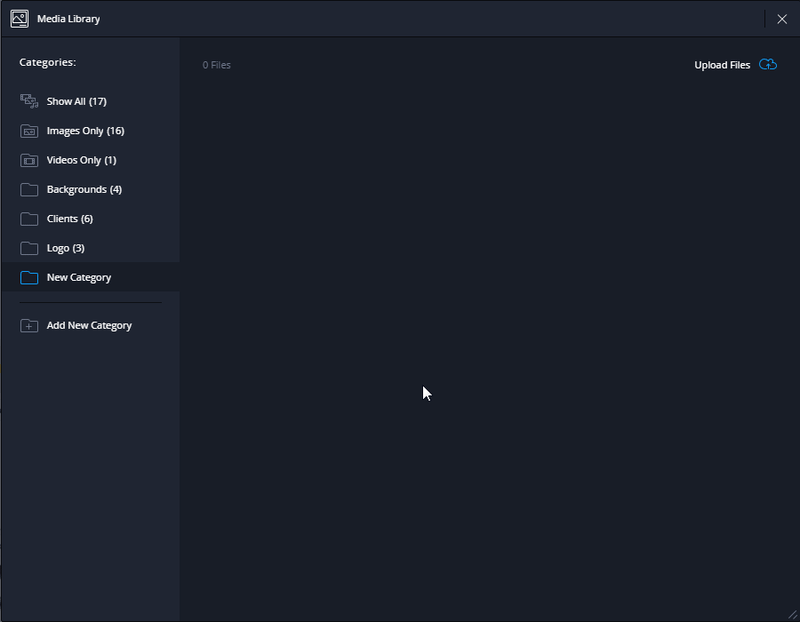 Media Library
Categories:
0 Files
Upload Files
Show All (17)
Images Only (16)
Videos Only (1)
Backgrounds (4)
Clients (6)
Logo (3)
New Category
Add New Category